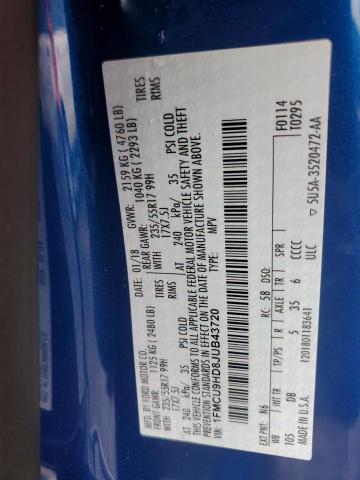 MFD. BY FORD MOTOR CO.
DATE: 01/18 GVWR: 2159 KG ( 4760 LB)
FRONT GAWR: 1125 KG ( 2480 LB) REAR GAWR: 1040 KG ( 2293 LB)
WITH 235/55R17 99H TIRES WITH 235/55R17 99H TIRES
17X7.5J RIMS 17X7.5J RIMS
AT 240 kPa/ 35 PSI COLD AT 240 kPa/ 35 PSI COLD
THIS VEHICLE CONFORMS TO ALL APPLICABLE FEDERAL MOTOR VEHICLE SAFETY AND THEFT
PREVENTION STANDARDS IN EFFECT ON THE DATE OF MANUFACTURE SHOWN ABOVE.
VIN: 1FMCU9HD8JUB43720 TYPE: MPV
F0114
T0295
EXT PNT: N6 RC: 58 DSO:
WB INT TR TP/PS R AXLE TR SPR
105 DB 5 35 6 CCCC
MADE IN U.S.A. 1201801183641 ULC
5U5A-3520472-AA